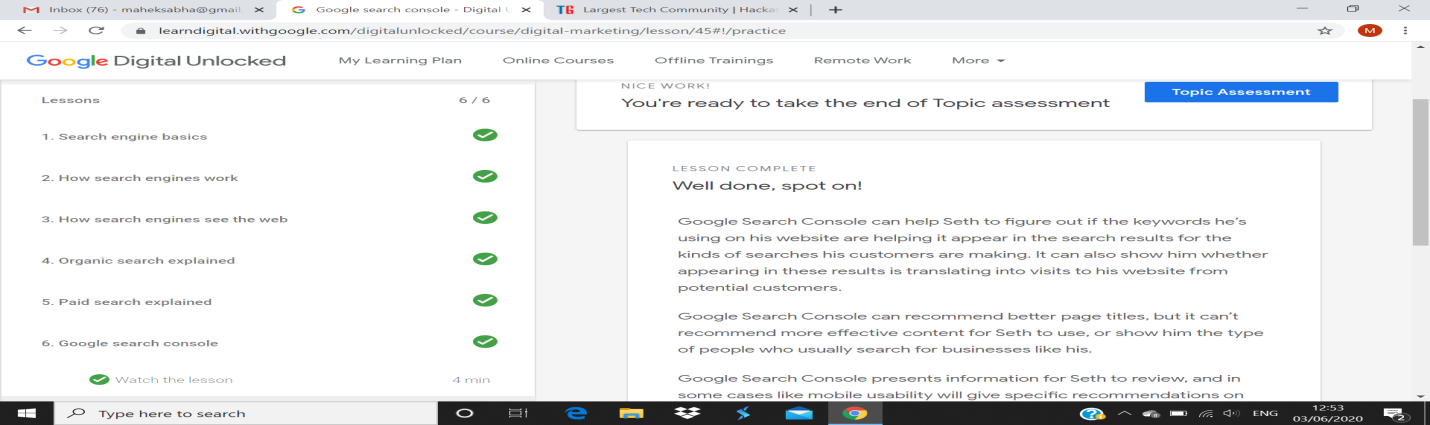 Inbox (76) - maheksabha@gmail
Google search console - Digital U
TG Largest Tech Community | Hacka
learndigital.withgoogle.com/digitalunlocked/course/digital-marketing/lesson/45#!/practice
M
Google Digital Unlocked
My Learning Plan
Online Courses
Offline Trainings
Remote Work
More
Lessons
6 / 6
1. Search engine basics
2. How search engines work
3. How search engines see the web
4. Organic search explained
5. Paid search explained
6. Google search console
Watch the lesson
4 min
NICE WORK!
You're ready to take the end of Topic assessment
Topic Assessment
LESSON COMPLETE
Well done, spot on!
Google Search Console can help Seth to figure out if the keywords he's
using on his website are helping it appear in the search results for the
kinds of searches his customers are making. It can also show him whether
appearing in these results is translating into visits to his website from
potential customers.
Google Search Console can recommend better page titles, but it can't
recommend more effective content for Seth to use, or show him the type
of people who usually search for businesses like his.
Google Search Console presents information for Seth to review, and in
some cases like mobile usability will give specific recommendations on
Type here to search
ENG
12:53
03/06/2020
2